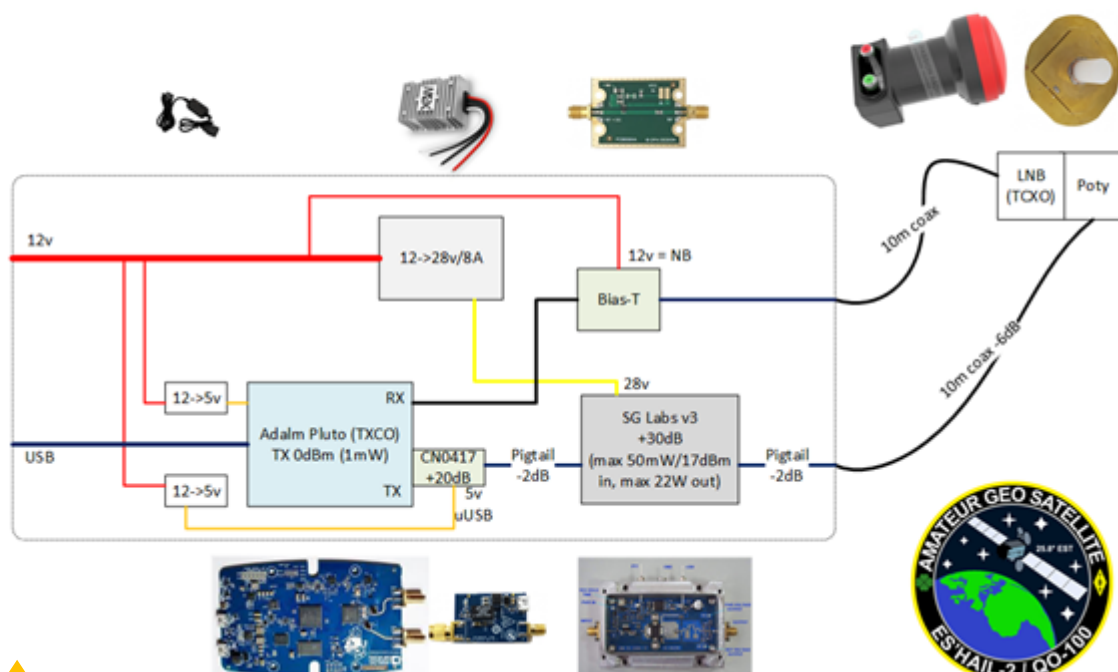 12v
12->28v/8A
12v = NB
Bias-T
10m coax
LNB
(TCXO)
Poty
10m coax -6dB
28v
12->5v
RX
Adalm Pluto (TXCO)
TX 0dBm (1mW)
TX
USB
12->5v
CN0417
+20dB
5v
uUSB
Pigtail
-2dB
SG Labs v3
+30dB
(max 50mW/17dBm
in, max 22W out)
Pigtail
-2dB
AMATEUR GEO SATELLITE
ES'HAIL-2